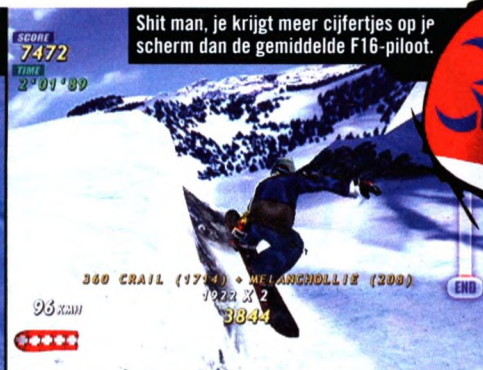 Shit man, je krijgt meer cijfertjes op je
scherm dan de gemiddelde F16-piloot.
SCORE
7472
TIME
2'01"89
360 CRAIL (1714) + MELANCHOLLIE (208)
1922 X 2
3844
96 KMH
END